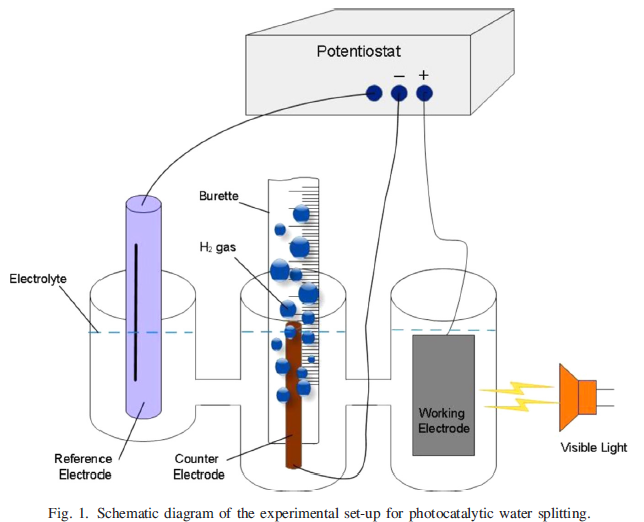 Potentiostat
− +
Burette
H₂ gas
Electrolyte
Working
Electrode
Visible Light
Reference
Electrode
Counter
Electrode
Fig. 1. Schematic diagram of the experimental set-up for photocatalytic water splitting.